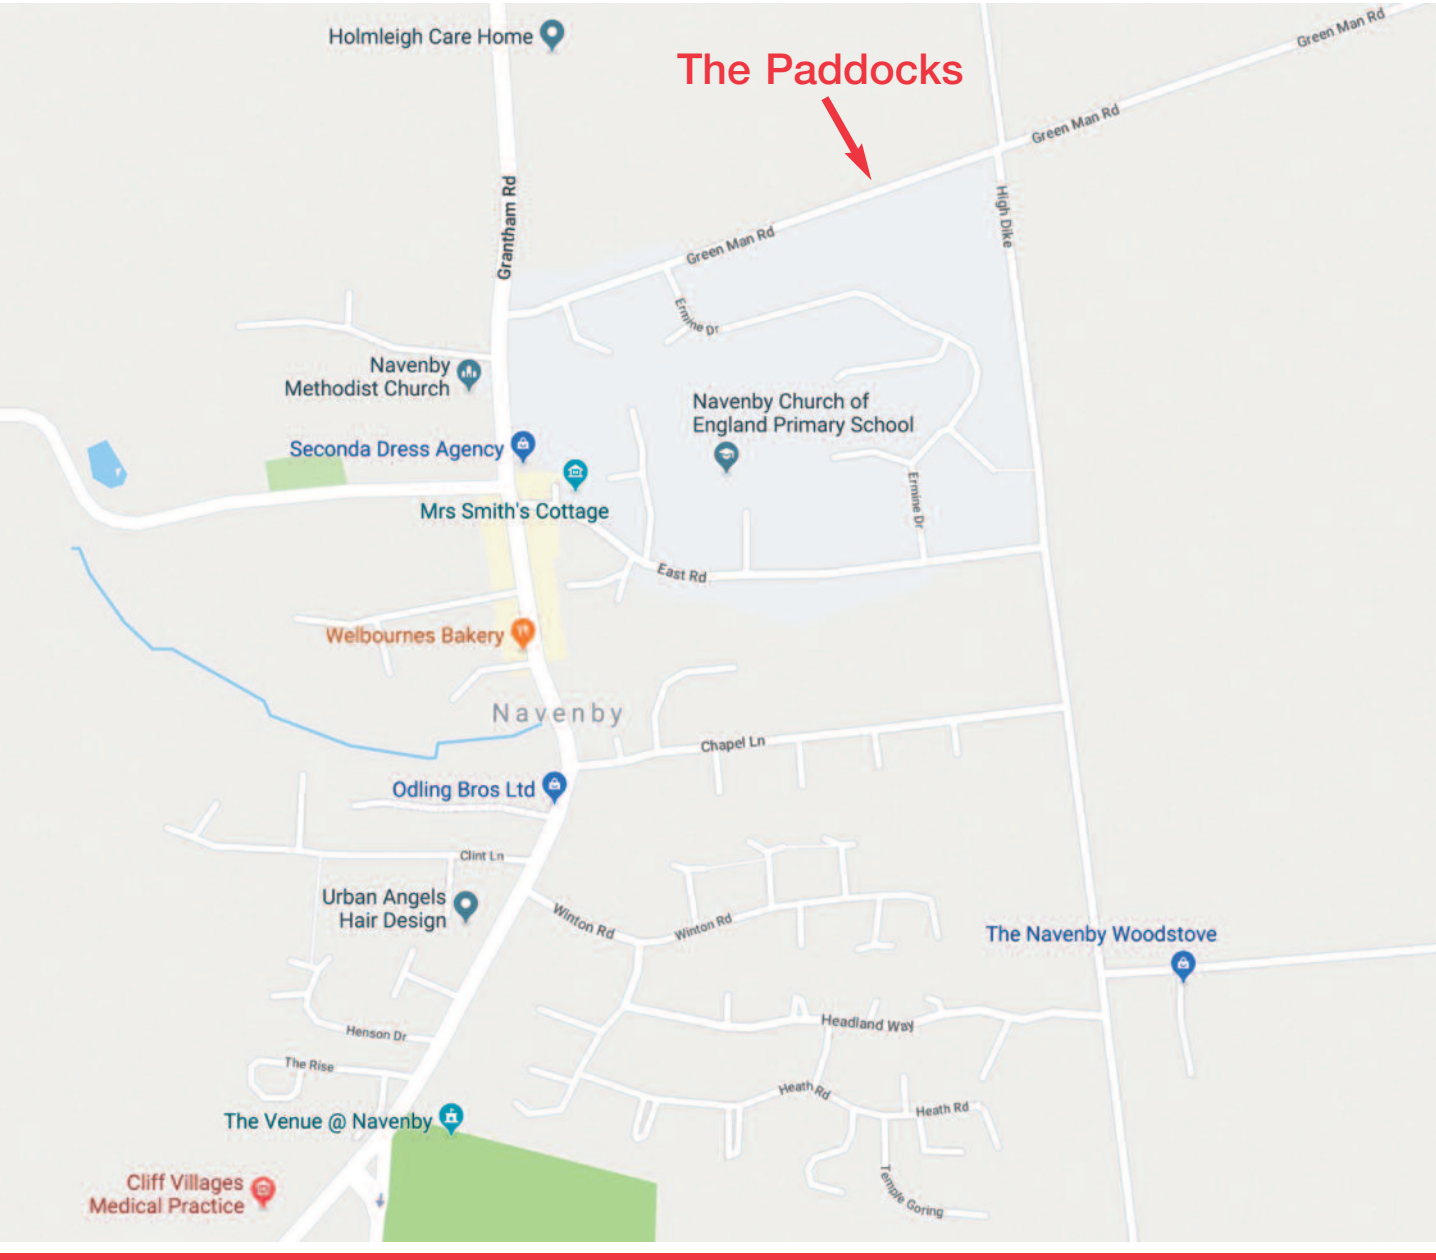 Holmleigh Care Home
The Paddocks
Green Man Rd
Green Man Rd
Grantham Rd
High Dike
Green Man Rd
Ermine Dr
Navenby
Methodist Church
Navenby Church of
England Primary School
Seconda Dress Agency
Mrs Smith's Cottage
Ermine Dr
East Rd
Welbournes Bakery
Navenby
Chapel Ln
Odling Bros Ltd
Clint Ln
Urban Angels
Hair Design
Winton Rd
Winton Rd
The Navenby Woodstove
Henson Dr
Headland Way
The Rise
Heath Rd
Heath Rd
The Venue @ Navenby
Cliff Villages
Medical Practice
Temple Goring